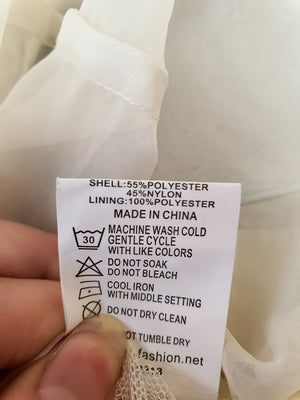 SHELL:55%POLYESTER
45%NYLON
LINING:100%POLYESTER
MADE IN CHINA
30
MACHINE WASH COLD
GENTLE CYCLE
WITH LIKE COLORS
DO NOT SOAK
DO NOT BLEACH
COOL IRON
WITH MIDDLE SETTING
DO NOT DRY CLEAN
NOT TUMBLE DRY
fashion.net